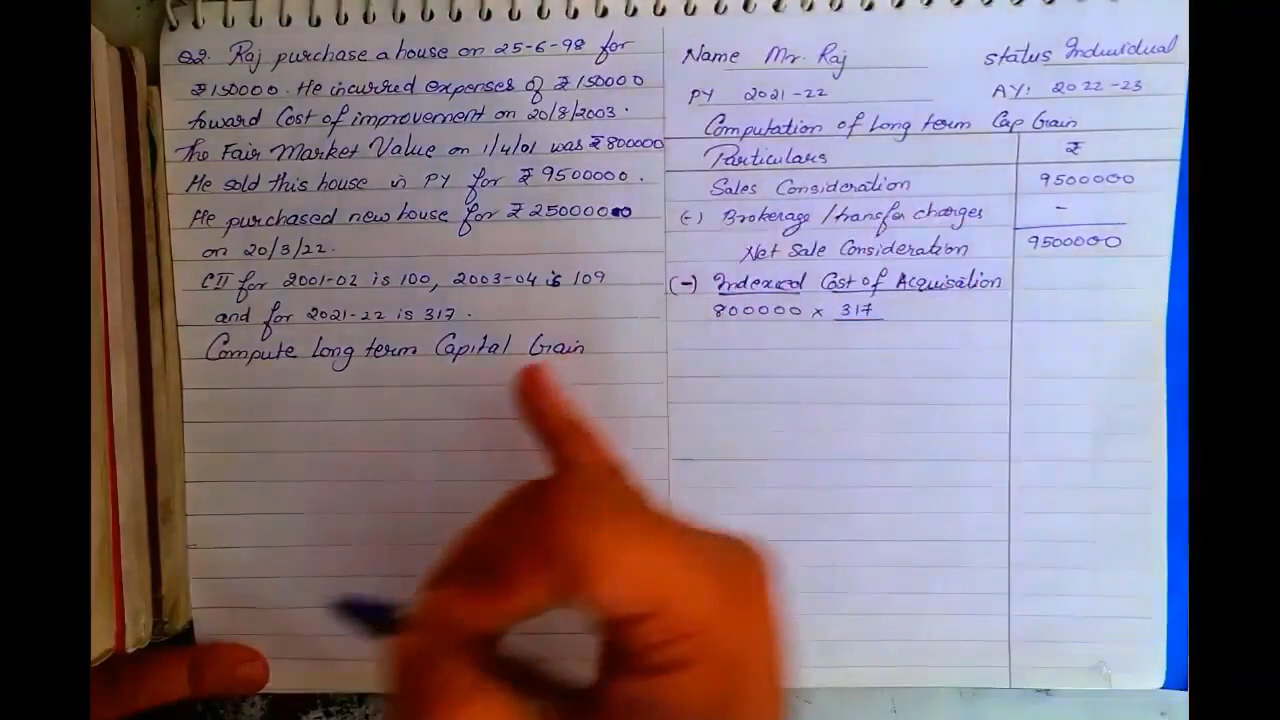 Q2. Raj purchase a house on 25-6-98 for
₹150000. He incurred expenses of ₹150000
toward Cost of improvement on 20/8/2003.
The Fair Market Value on 1/4/01 was ₹800000
He sold this house in PY for ₹9500000.
He purchased new house for ₹2500000
on 20/3/22.
CII for 2001-02 is 100, 2003-04 is 109
and for 2021-22 is 317.
Compute Long term Capital Gain
Name Mr. Raj status Individual
PY 2021-22 AY: 2022-23
Computation of Long term Cap Gain
Particulars ₹
Sales Consideration 9500000
(-) Brokerage / transfer charges -
Net Sale Consideration 9500000
(-) Indexed Cost of Acquisation
800000 × 317